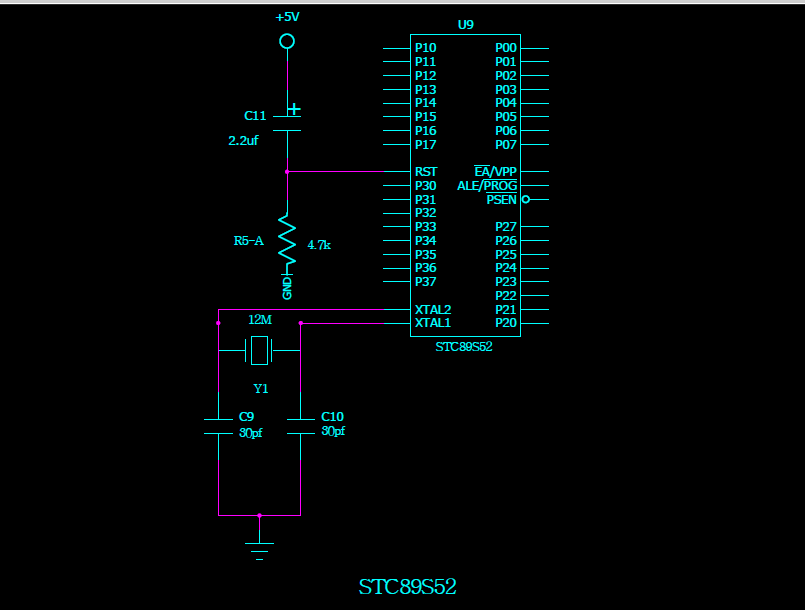 +5V
U9
C11
+
2.2uf
R5-A
4.7k
GND
P10 P00
P11 P01
P12 P02
P13 P03
P14 P04
P15 P05
P16 P06
P17 P07
RST EA/VPP
P30 ALE/PROG
P31 PSEN
P32
P33 P27
P34 P26
P35 P25
P36 P24
P37 P23
P22
XTAL2 P21
XTAL1 P20
STC89S52
12M
Y1
C9
30pf
C10
30pf
STC89S52